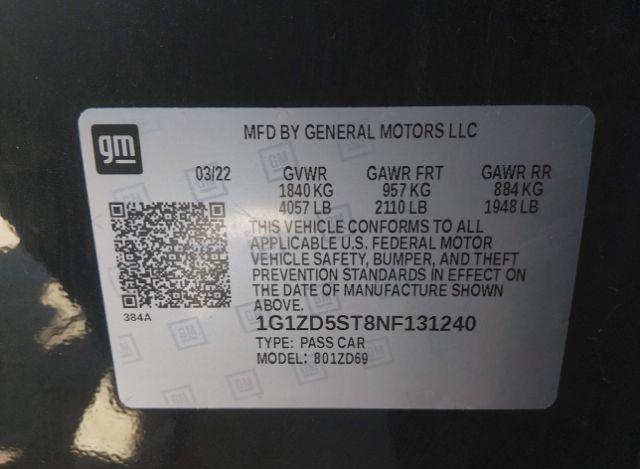 gm
MFD BY GENERAL MOTORS LLC
03/22 GVWR GAWR FRT GAWR RR
1840 KG 957 KG 884 KG
4057 LB 2110 LB 1948 LB
THIS VEHICLE CONFORMS TO ALL
APPLICABLE U.S. FEDERAL MOTOR
VEHICLE SAFETY, BUMPER, AND THEFT
PREVENTION STANDARDS IN EFFECT ON
THE DATE OF MANUFACTURE SHOWN
ABOVE.
384A
1G1ZD5ST8NF131240
TYPE: PASS CAR
MODEL: 801ZD69